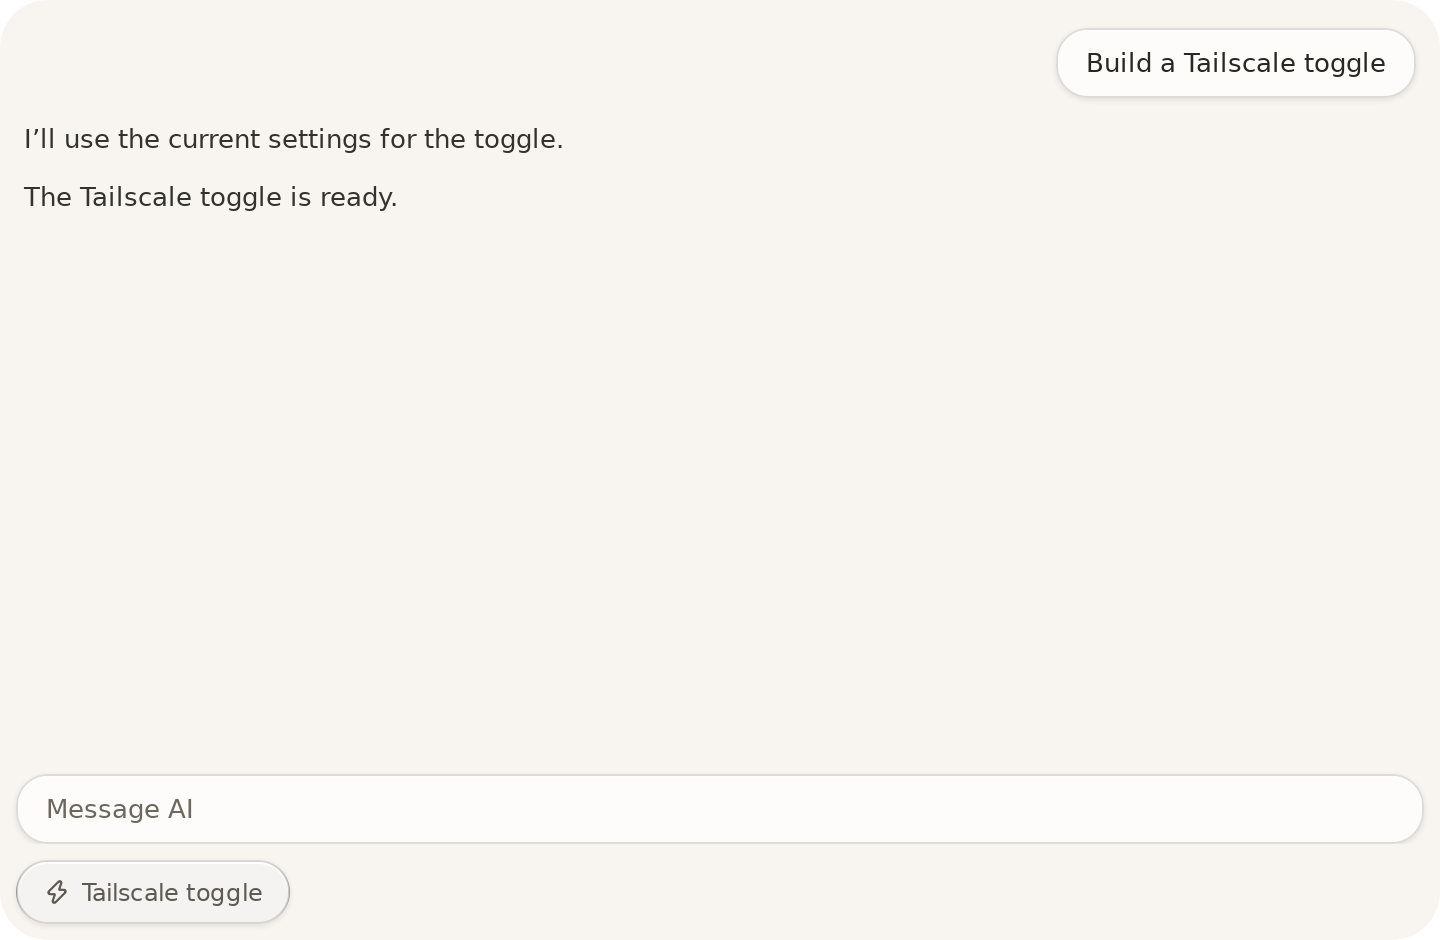 Build a Tailscale toggle
I’ll use the current settings for the toggle.
The Tailscale toggle is ready.
Message AI
Tailscale toggle